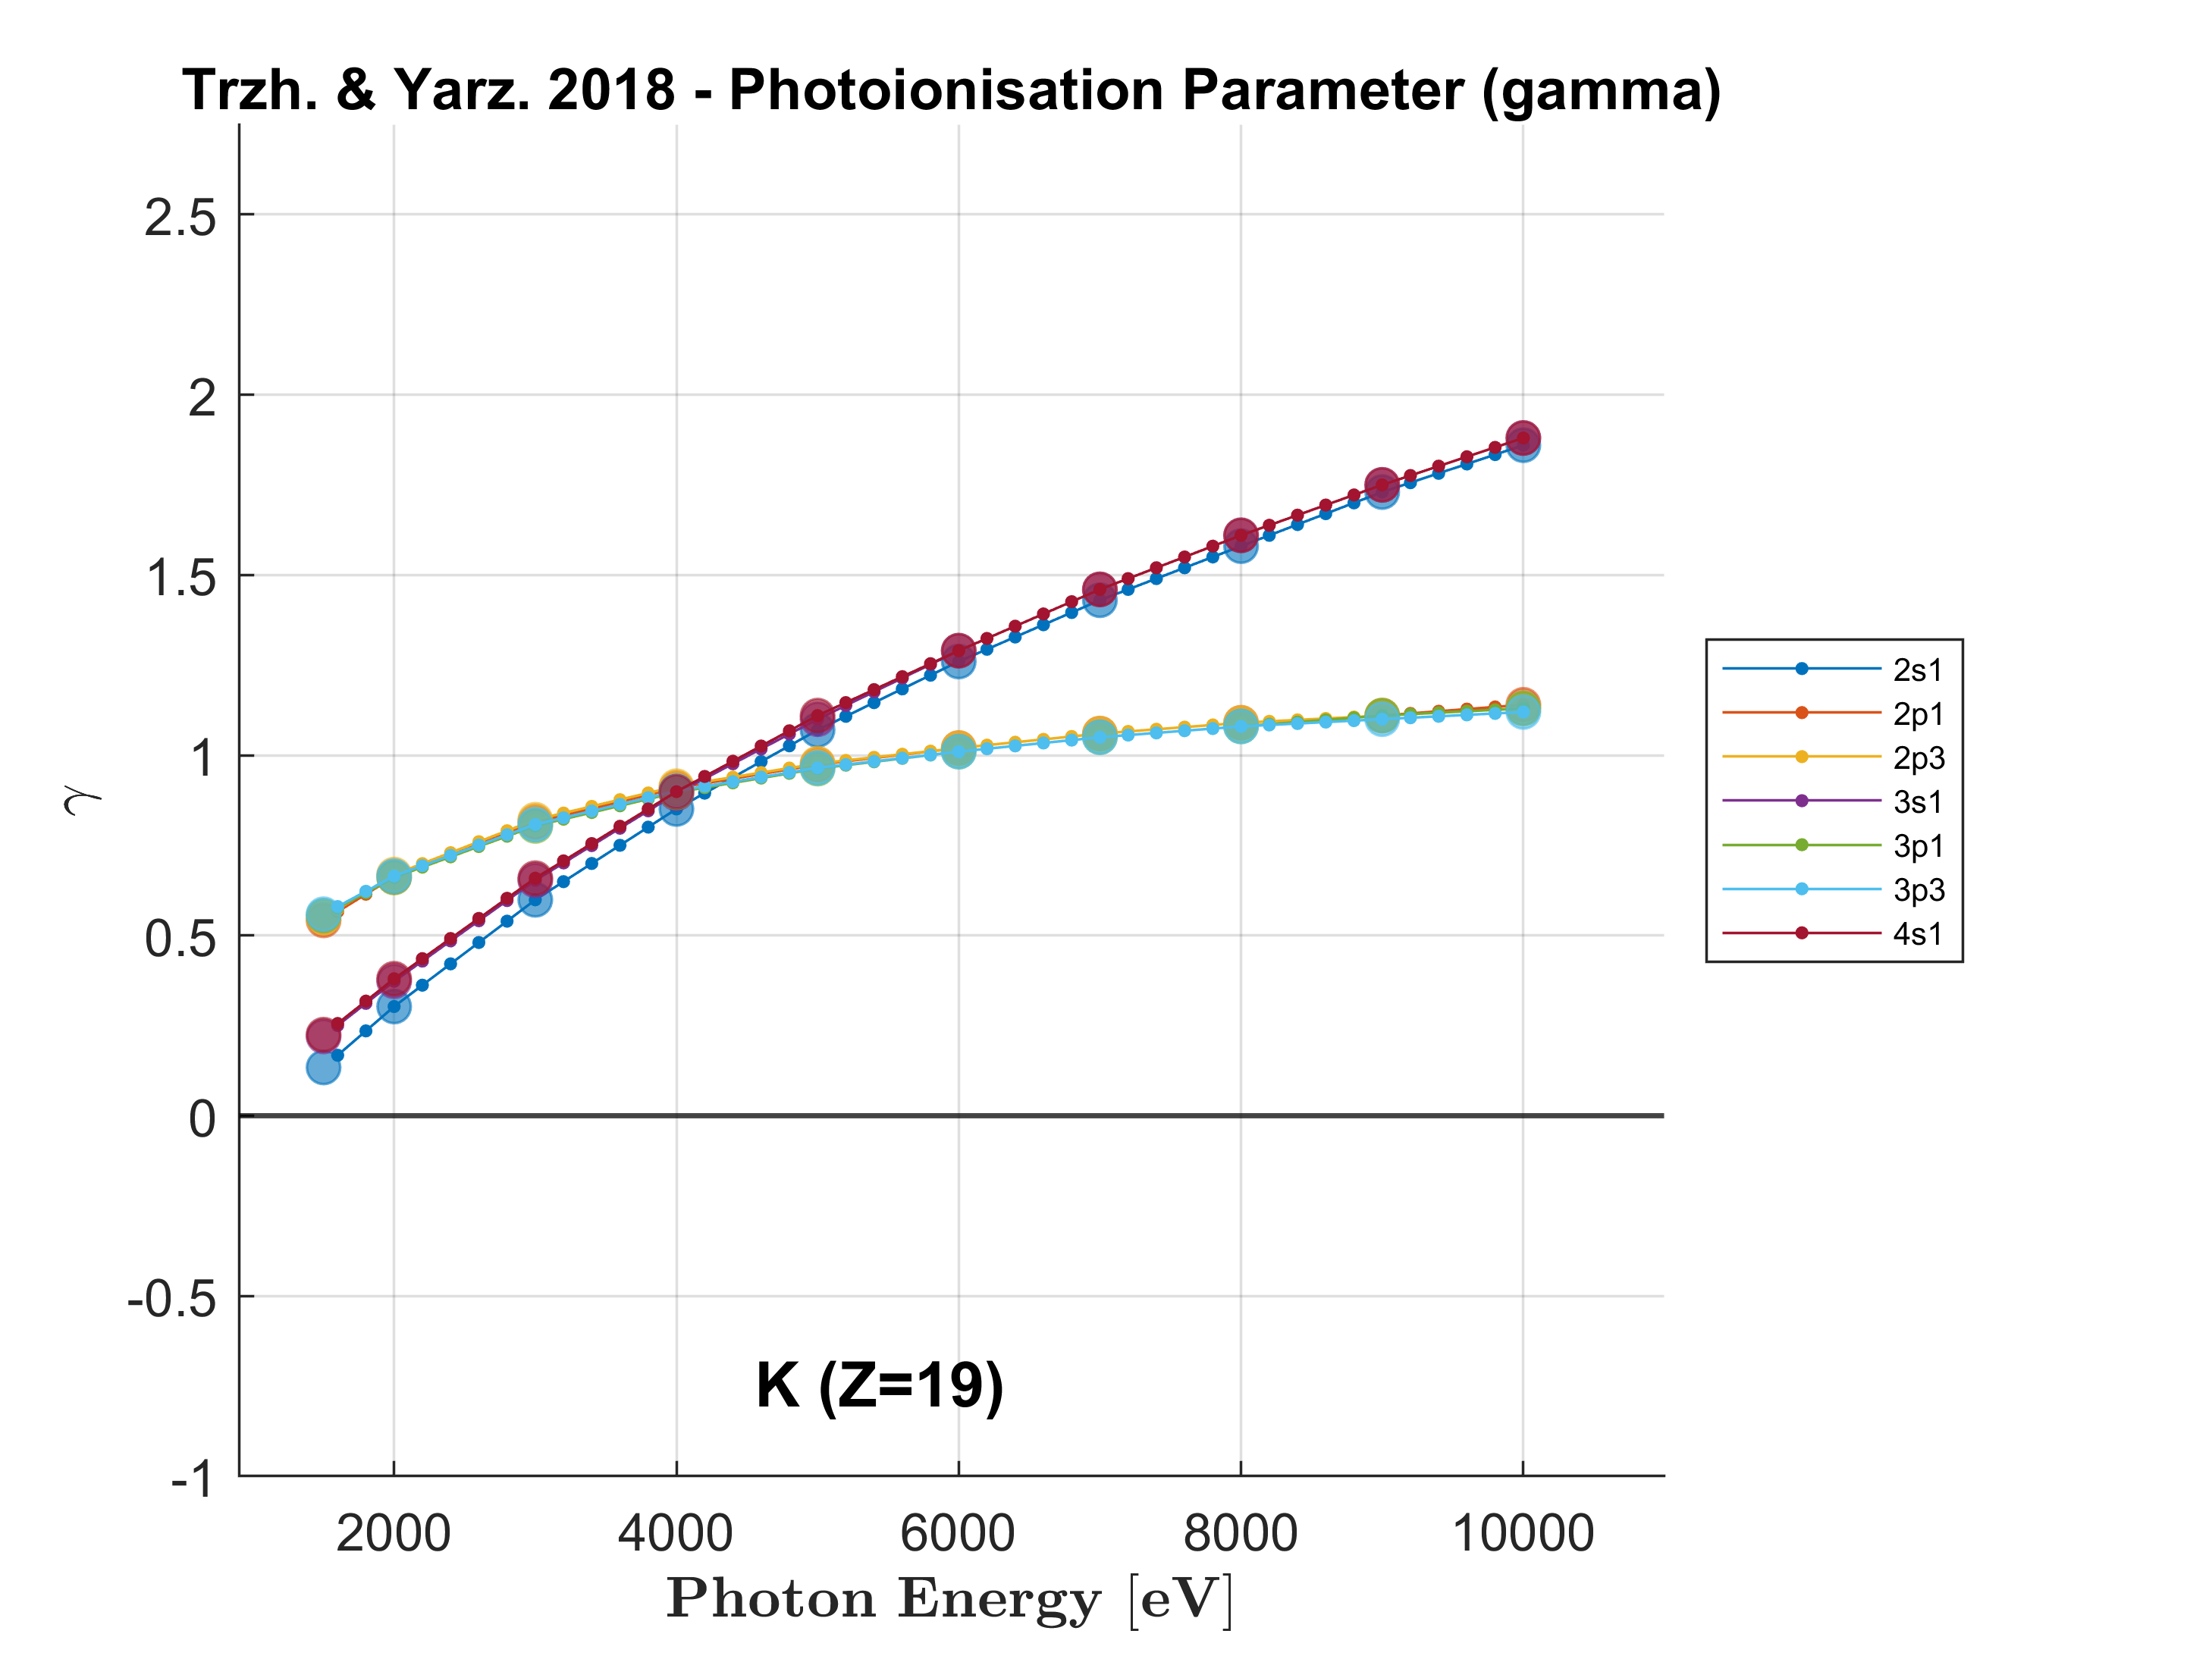 Trzh. & Yarz. 2018 - Photoionisation Parameter (gamma)
2.5
2
1.5
1
0.5
0
-0.5
-1
γ
K (Z=19)
2000 4000 6000 8000 10000
Photon Energy [eV]
2s1
2p1
2p3
3s1
3p1
3p3
4s1